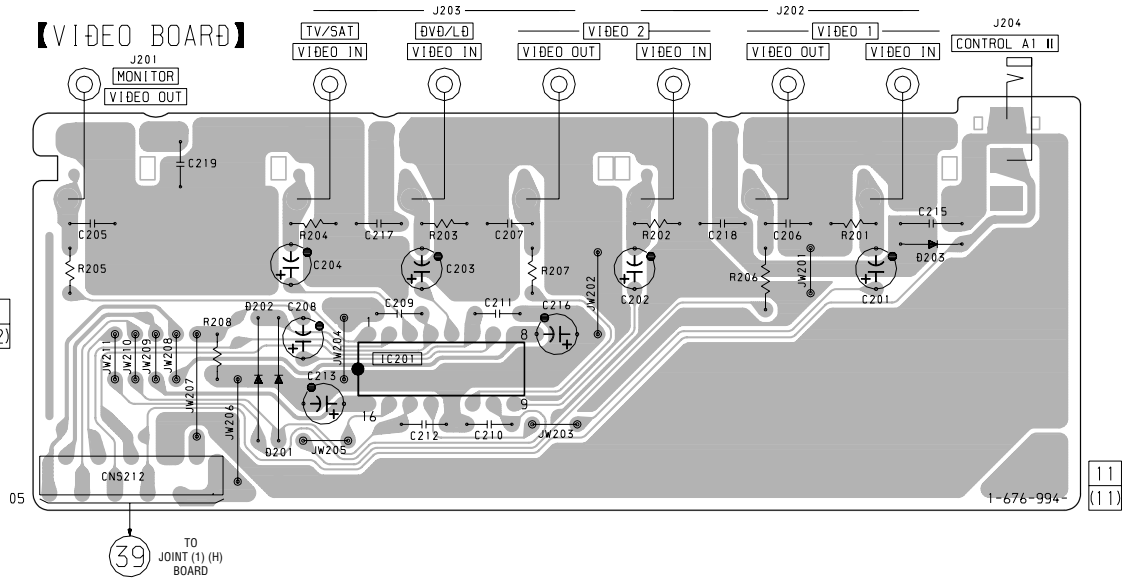 【VIDEO BOARD】
J201
MONITOR
VIDEO OUT
J203
TV/SAT
VIDEO IN
DVD/LD
VIDEO IN
VIDEO 2
VIDEO OUT
VIDEO IN
J202
VIDEO 1
VIDEO OUT
VIDEO IN
J204
CONTROL A1 II
C219
C205
R204
C217
R203
C207
R202
C218
C206
R201
C215
D203
R205
C204
C203
R207
JW202
C202
R206
JW201
C201
D202
C208
C209
C211
C216
R208
JW204
1
8
JW211
JW210
JW209
JW208
JW207
IC201
C213
JW206
16
9
D201
JW205
C212
C210
JW203
CNS212
1-676-994-
11
(11)
2)
05
39
TO
JOINT (1) (H)
BOARD